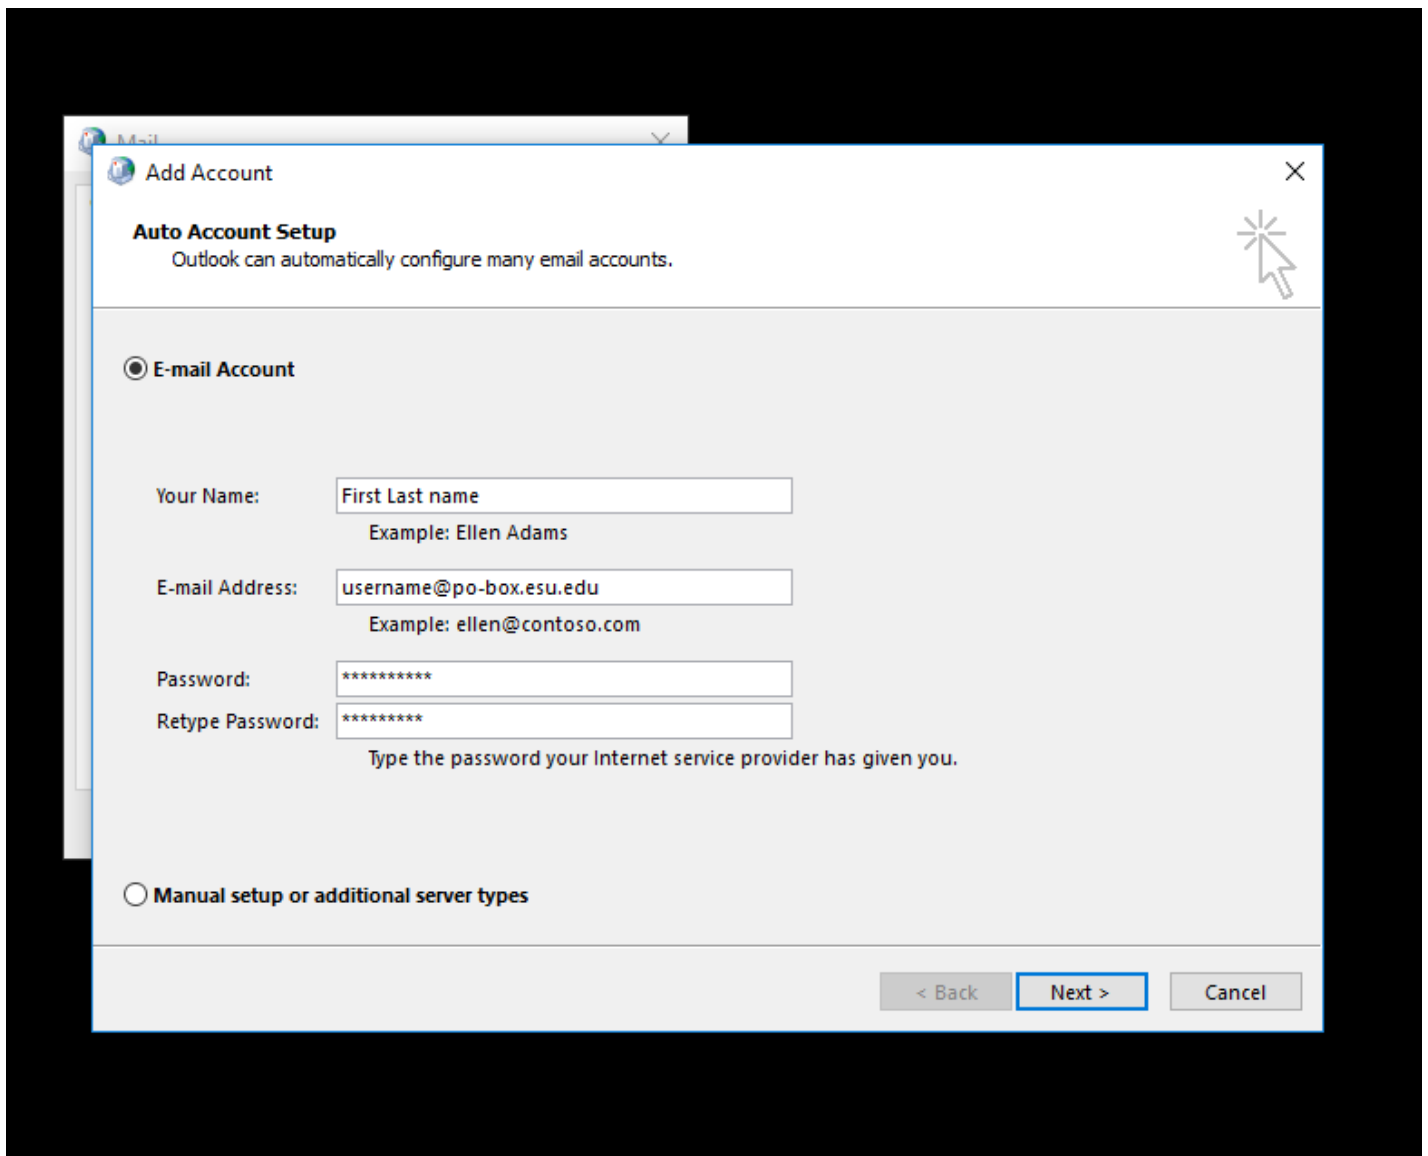 Mail
Add Account
Auto Account Setup
Outlook can automatically configure many email accounts.
E-mail Account
Your Name: First Last name
Example: Ellen Adams
E-mail Address: username@po-box.esu.edu
Example: ellen@contoso.com
Password: **********
Retype Password: *********
Type the password your Internet service provider has given you.
Manual setup or additional server types
< Back Next > Cancel